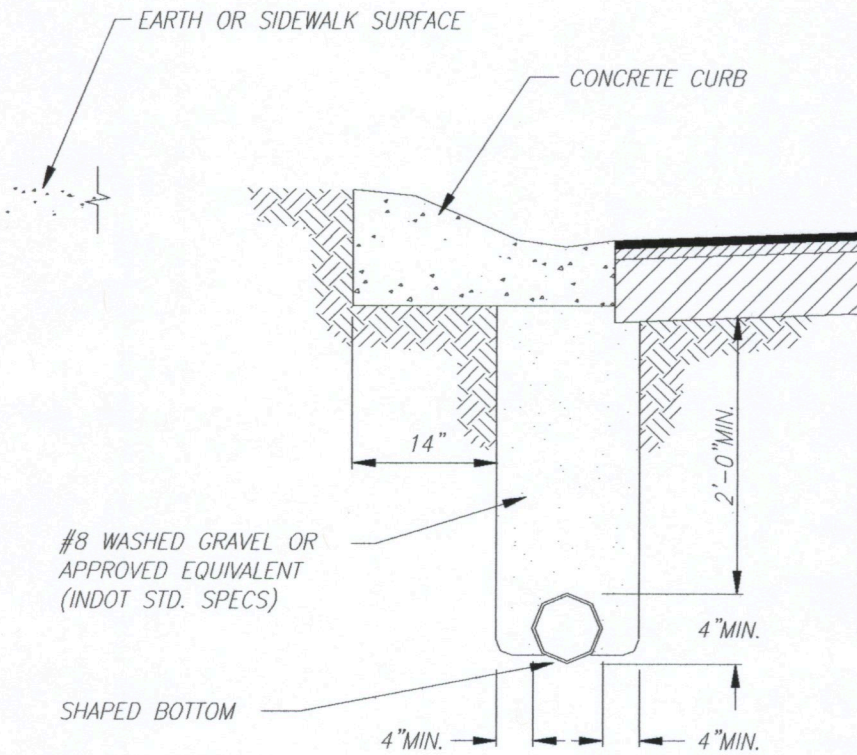 EARTH OR SIDEWALK SURFACE
CONCRETE CURB
14"
2'-0"MIN.
#8 WASHED GRAVEL OR
APPROVED EQUIVALENT
(INDOT STD. SPECS)
4"MIN.
SHAPED BOTTOM
4"MIN.
4"MIN.